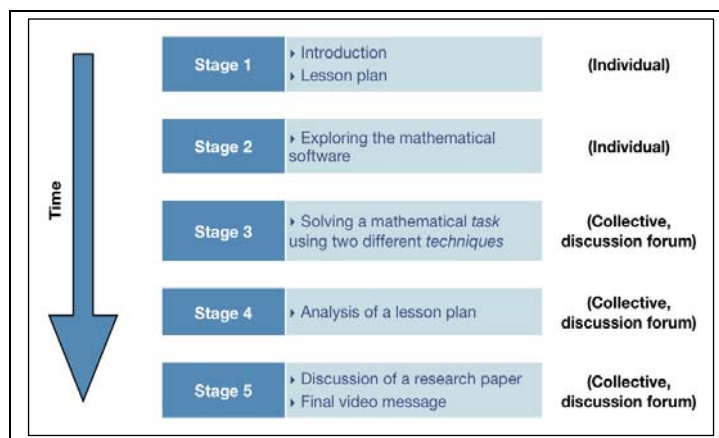 Time
Stage 1
‣ Introduction
‣ Lesson plan
(Individual)
Stage 2
‣ Exploring the mathematical
software
(Individual)
Stage 3
‣ Solving a mathematical task
using two different techniques
(Collective,
discussion forum)
Stage 4
‣ Analysis of a lesson plan
(Collective,
discussion forum)
Stage 5
‣ Discussion of a research paper
‣ Final video message
(Collective,
discussion forum)